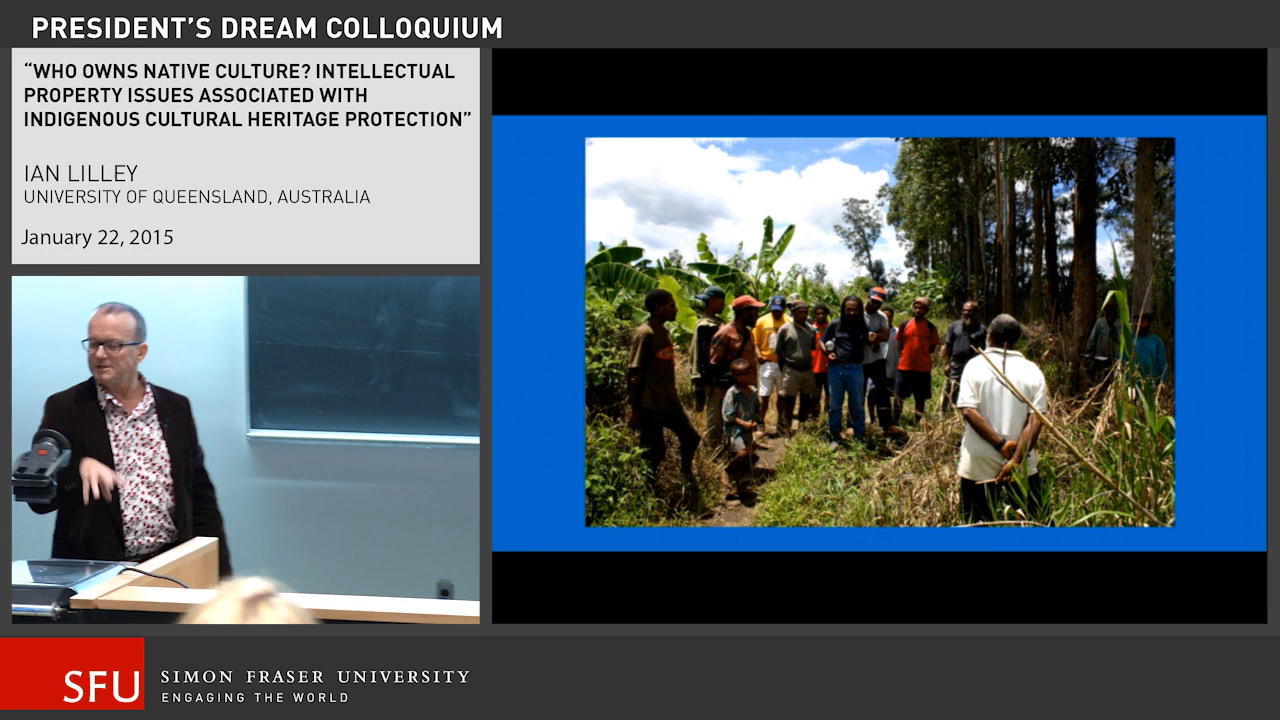 PRESIDENT'S DREAM COLLOQUIUM
“WHO OWNS NATIVE CULTURE? INTELLECTUAL
PROPERTY ISSUES ASSOCIATED WITH
INDIGENOUS CULTURAL HERITAGE PROTECTION”
IAN LILLEY
UNIVERSITY OF QUEENSLAND, AUSTRALIA
January 22, 2015
SFU
SIMON FRASER UNIVERSITY
ENGAGING THE WORLD